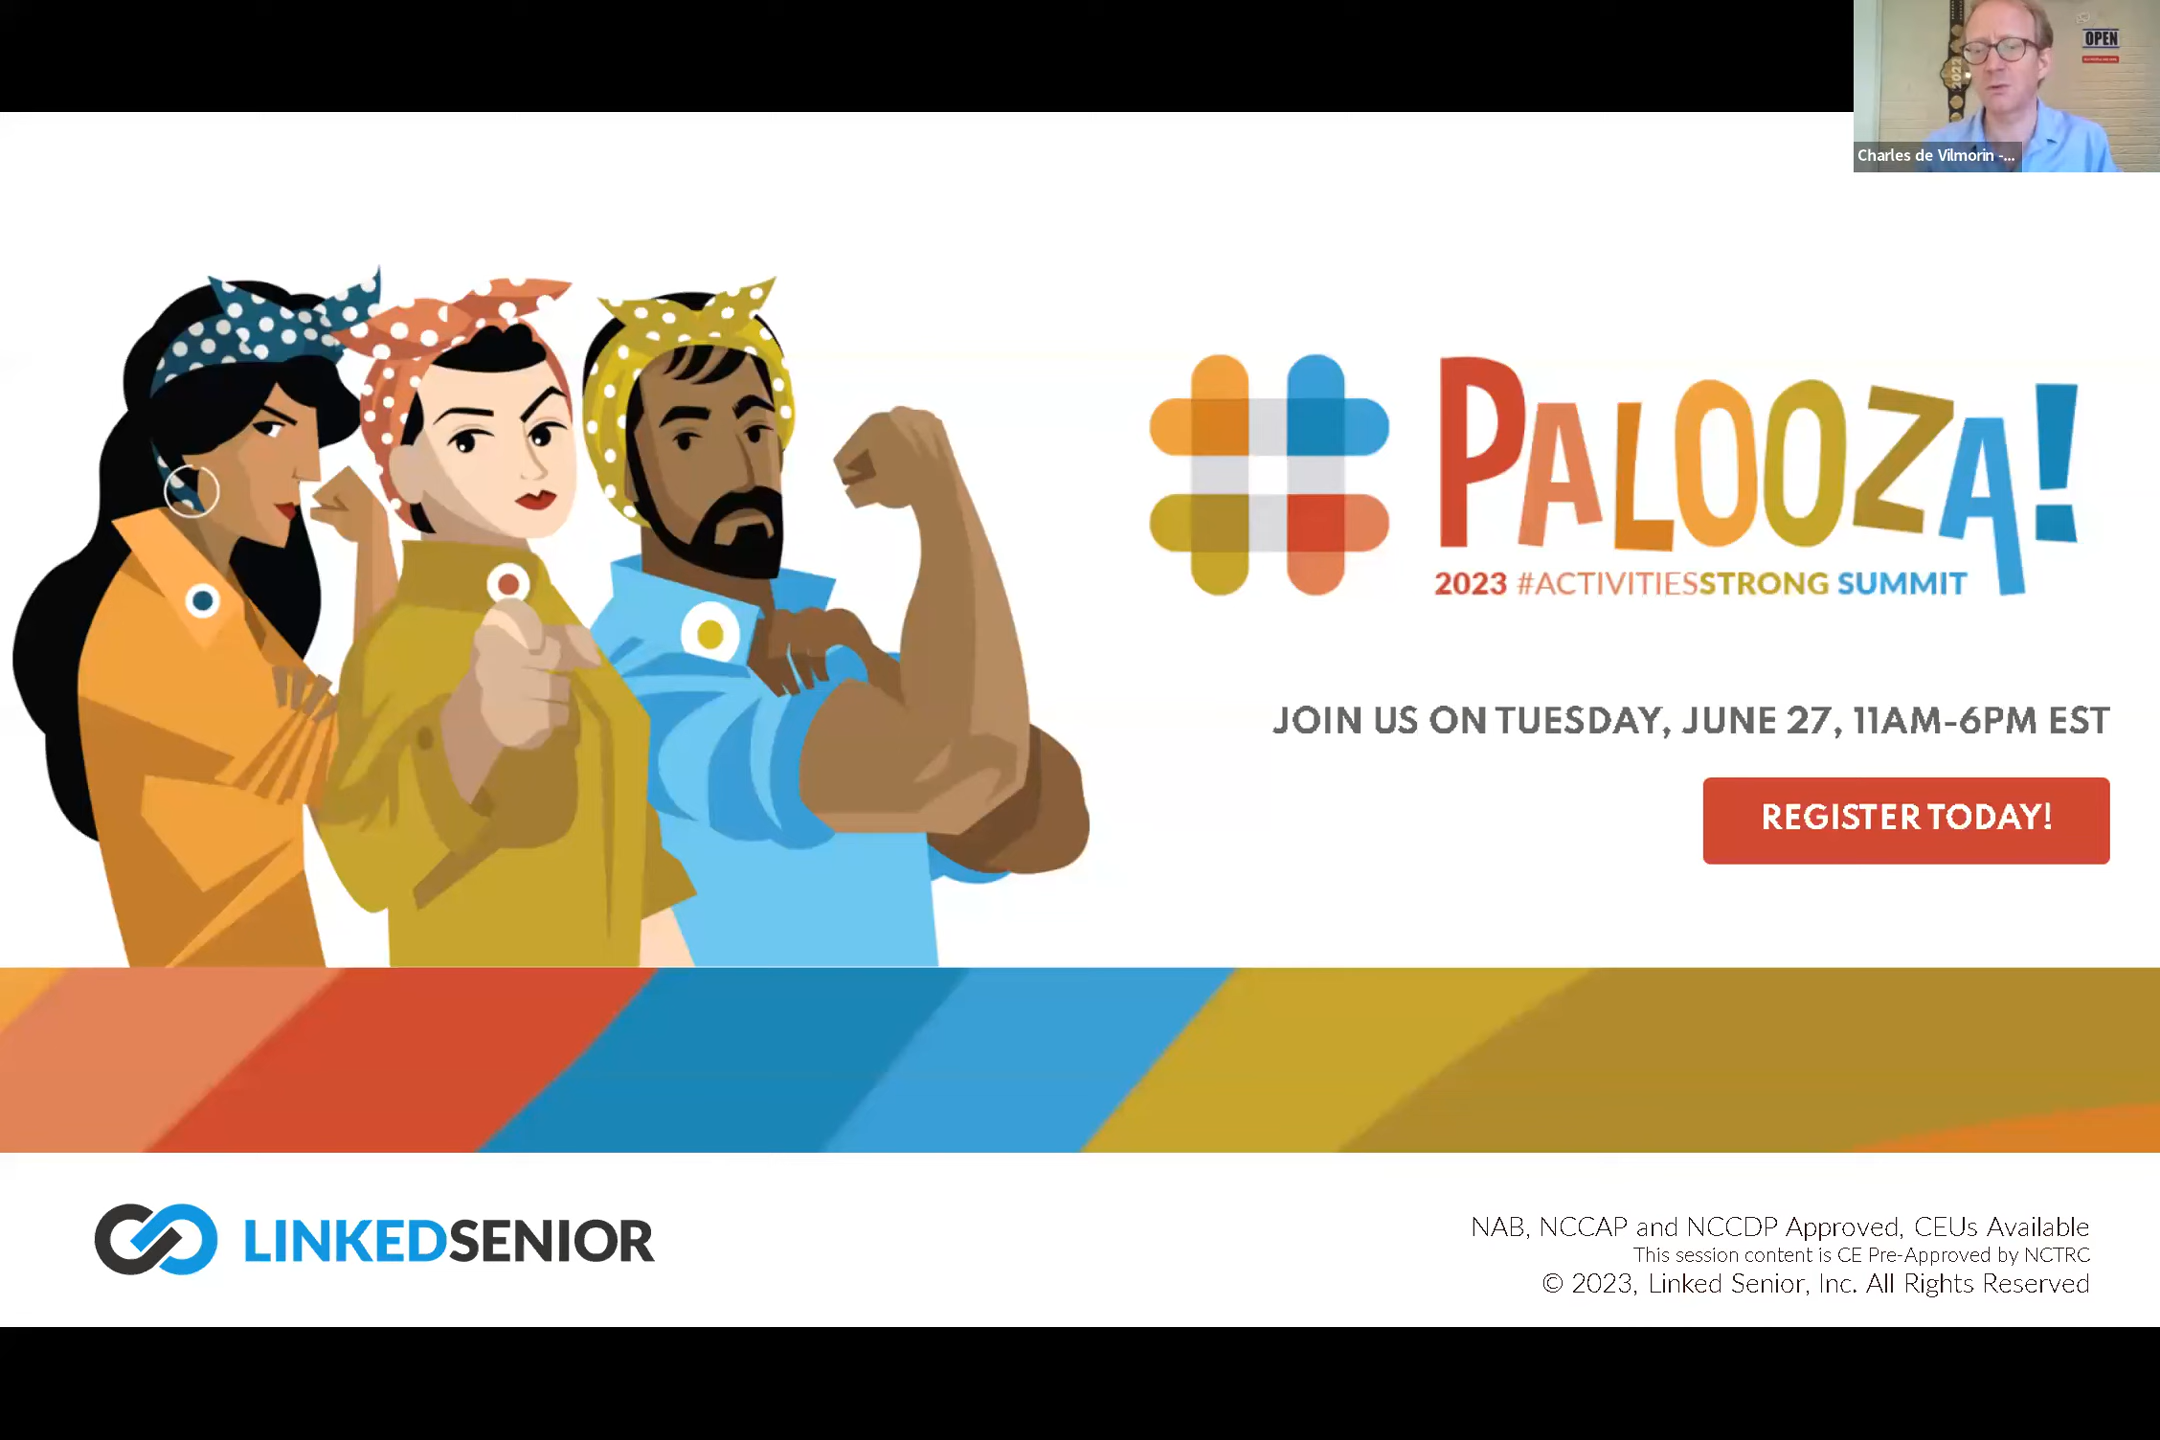 OPEN
2022
Charles de Vilmorin -...
#PALOOZA!
2023 #ACTIVITIESSTRONG SUMMIT
JOIN US ON TUESDAY, JUNE 27, 11AM-6PM EST
REGISTER TODAY!
LINKEDSENIOR
NAB, NCCAP and NCCDP Approved, CEUs Available
This session content is CE Pre-Approved by NCTRC
© 2023, Linked Senior, Inc. All Rights Reserved